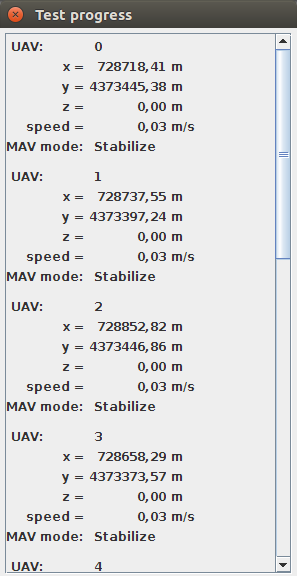 Test progress
UAV: 0
x = 728718,41 m
y = 4373445,38 m
z = 0,00 m
speed = 0,03 m/s
MAV mode: Stabilize
UAV: 1
x = 728737,55 m
y = 4373397,24 m
z = 0,00 m
speed = 0,03 m/s
MAV mode: Stabilize
UAV: 2
x = 728852,82 m
y = 4373446,86 m
z = 0,00 m
speed = 0,03 m/s
MAV mode: Stabilize
UAV: 3
x = 728658,29 m
y = 4373373,57 m
z = 0,00 m
speed = 0,03 m/s
MAV mode: Stabilize
UAV: 4